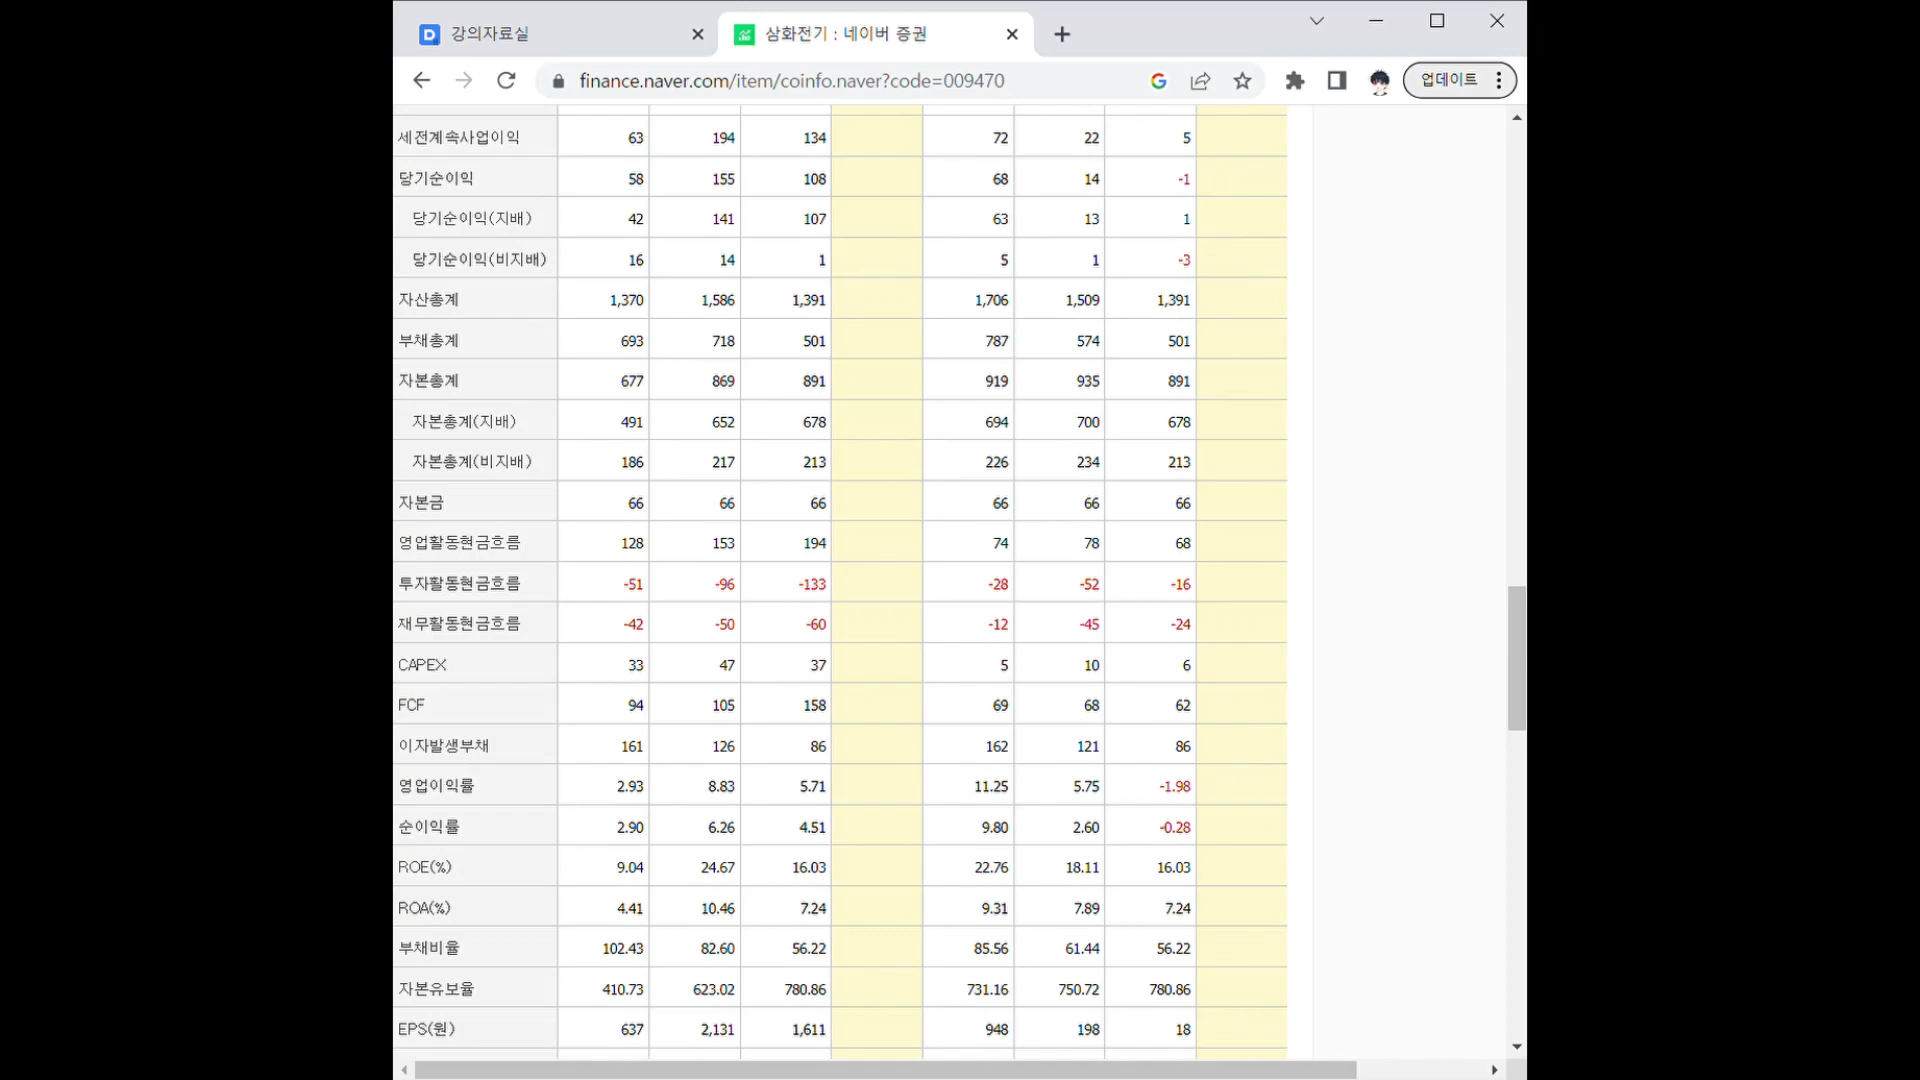 강의자료실
삼화전기 : 네이버 증권
finance.naver.com/item/coinfo.naver?code=009470
업데이트
세전계속사업이익 63 194 134 72 22 5
당기순이익 58 155 108 68 14 -1
당기순이익(지배) 42 141 107 63 13 1
당기순이익(비지배) 16 14 1 5 1 -3
자산총계 1,370 1,586 1,391 1,706 1,509 1,391
부채총계 693 718 501 787 574 501
자본총계 677 869 891 919 935 891
자본총계(지배) 491 652 678 694 700 678
자본총계(비지배) 186 217 213 226 234 213
자본금 66 66 66 66 66 66
영업활동현금흐름 128 153 194 74 78 68
투자활동현금흐름 -51 -96 -133 -28 -52 -16
재무활동현금흐름 -42 -50 -60 -12 -45 -24
CAPEX 33 47 37 5 10 6
FCF 94 105 158 69 68 62
이자발생부채 161 126 86 162 121 86
영업이익률 2.93 8.83 5.71 11.25 5.75 -1.98
순이익률 2.90 6.26 4.51 9.80 2.60 -0.28
ROE(%) 9.04 24.67 16.03 22.76 18.11 16.03
ROA(%) 4.41 10.46 7.24 9.31 7.89 7.24
부채비율 102.43 82.60 56.22 85.56 61.44 56.22
자본유보율 410.73 623.02 780.86 731.16 750.72 780.86
EPS(원) 637 2,131 1,611 948 198 18